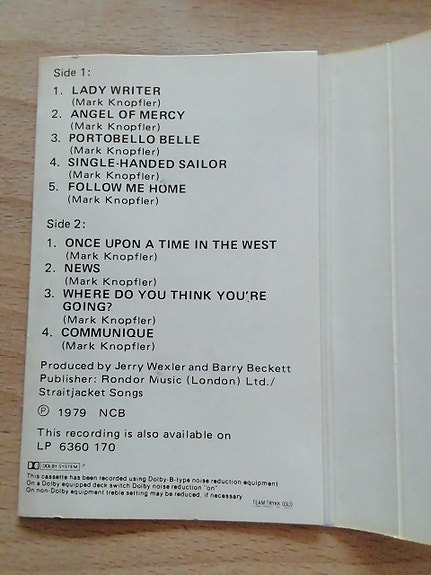 Side 1:
1. LADY WRITER
(Mark Knopfler)
2. ANGEL OF MERCY
(Mark Knopfler)
3. PORTOBELLO BELLE
(Mark Knopfler)
4. SINGLE-HANDED SAILOR
(Mark Knopfler)
5. FOLLOW ME HOME
(Mark Knopfler)
Side 2:
1. ONCE UPON A TIME IN THE WEST
(Mark Knopfler)
2. NEWS
(Mark Knopfler)
3. WHERE DO YOU THINK YOU'RE
GOING?
(Mark Knopfler)
4. COMMUNIQUE
(Mark Knopfler)
Produced by Jerry Wexler and Barry Beckett
Publisher: Rondor Music (London) Ltd./
Straitjacket Songs
Ⓟ 1979 NCB
This recording is also available on
LP 6360 170
DOLBY SYSTEM
This cassette has been recorded using Dolby-B-type noise reduction equipment
On a Dolby equipped deck switch Dolby noise reduction "on"
On non-Dolby equipment treble setting may be reduced, if necessary
TEAM TRYKK OSLO